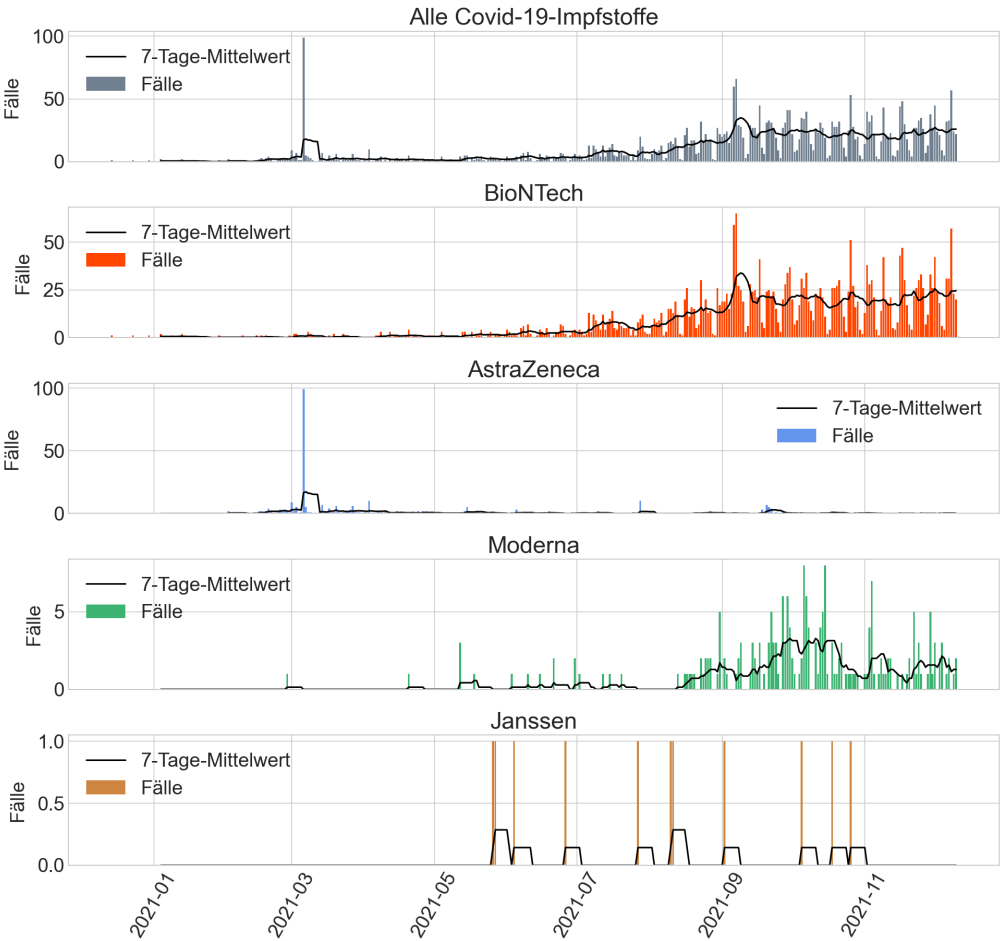 Alle Covid-19-Impfstoffe
100
50
0
Fälle
7-Tage-Mittelwert
Fälle
BioNTech
50
25
0
Fälle
7-Tage-Mittelwert
Fälle
AstraZeneca
100
50
0
Fälle
7-Tage-Mittelwert
Fälle
Moderna
5
0
Fälle
7-Tage-Mittelwert
Fälle
Janssen
1.0
0.5
0.0
Fälle
7-Tage-Mittelwert
Fälle
2021-01
2021-03
2021-05
2021-07
2021-09
2021-11